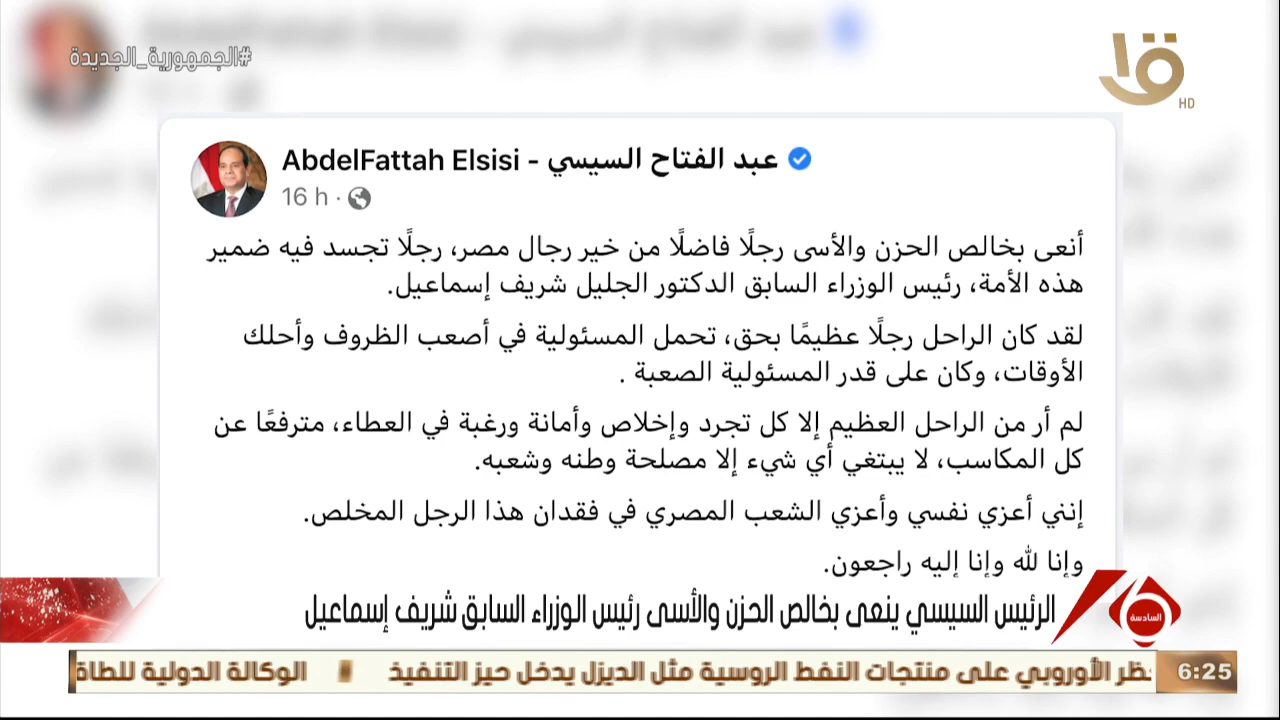 #الجمهورية_الجديدة
HD
AbdelFattah Elsisi - عبد الفتاح السيسي
16 h ·
أنعى بخالص الحزن والأسى رجلًا فاضلًا من خير رجال مصر، رجلًا تجسد فيه ضمير
هذه الأمة، رئيس الوزراء السابق الدكتور الجليل شريف إسماعيل.
لقد كان الراحل رجلًا عظيمًا بحق، تحمل المسئولية في أصعب الظروف وأحلك
الأوقات، وكان على قدر المسئولية الصعبة .
لم أر من الراحل العظيم إلا كل تجرد وإخلاص وأمانة ورغبة في العطاء، مترفعًا عن
كل المكاسب، لا يبتغي أي شيء إلا مصلحة وطنه وشعبه.
إنني أعزي نفسي وأعزي الشعب المصري في فقدان هذا الرجل المخلص.
وإنا لله وإنا إليه راجعون.
السادسة
الرئيس السيسي ينعى بخالص الحزن والأسى رئيس الوزراء السابق شريف إسماعيل
6:25
الأوروبي على منتجات النفط الروسية مثل الديزل يدخل حيز التنفيذ الوكالة الدولية